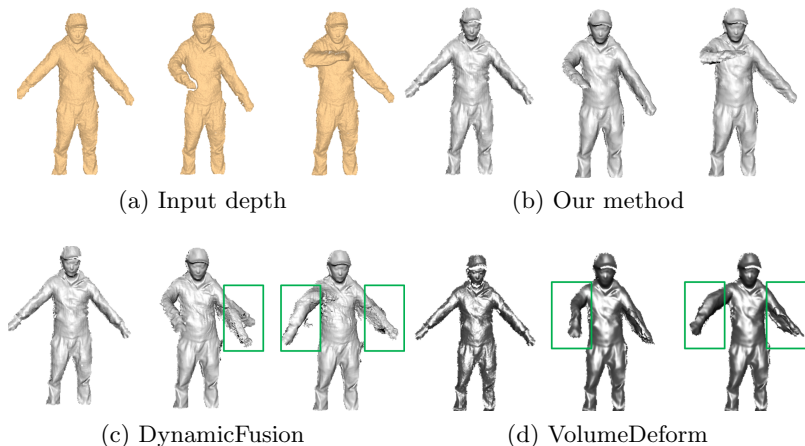 (a) Input depth
(b) Our method
(c) DynamicFusion
(d) VolumeDeform